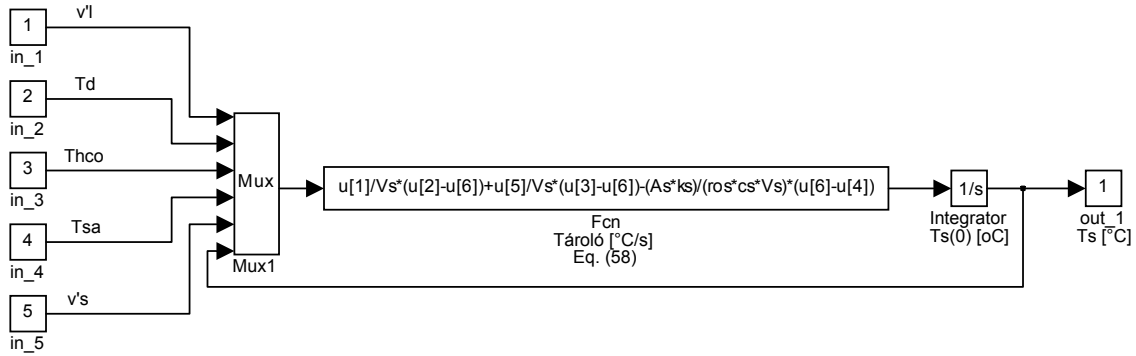 1
v'l
in_1
2
Td
in_2
3
Thco
in_3
4
Tsa
in_4
5
v's
in_5
Mux
Mux1
u[1]/Vs*(u[2]-u[6])+u[5]/Vs*(u[3]-u[6])-(As*ks)/(ros*cs*Vs)*(u[6]-u[4])
Fcn
Tároló [°C/s]
Eq. (58)
1/s
Integrator
Ts(0) [oC]
1
out_1
Ts [°C]